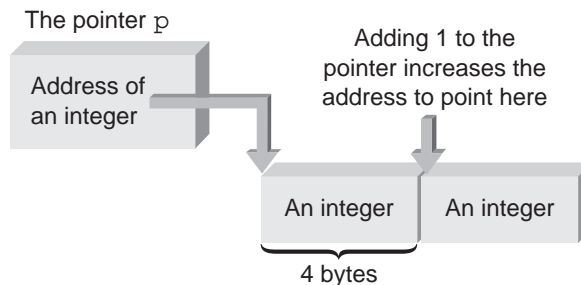 The pointer p
Address of
an integer
Adding 1 to the
pointer increases the
address to point here
An integer
An integer
4 bytes